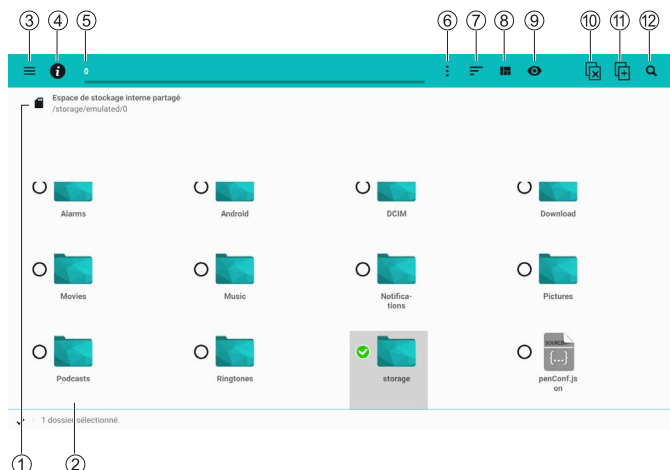 ③ ④ ⑤ ⑥ ⑦ ⑧ ⑨ ⑩ ⑪ ⑫
0
Espace de stockage interne partagé
/storage/emulated/0
Alarms Android DCIM Download
Movies Music Notifica-
tions Pictures
SOURCE
{...}
Podcasts Ringtones storage penConf.js
on
1 dossier sélectionné.
① ②